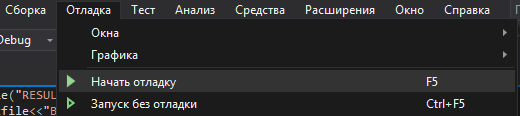 Сборка Отладка Тест Анализ Средства Расширения Окно Справка
Debug Окна
Графика
Начать отладку F5
e("RESUL Запуск без отладки Ctrl+F5
file<<"B